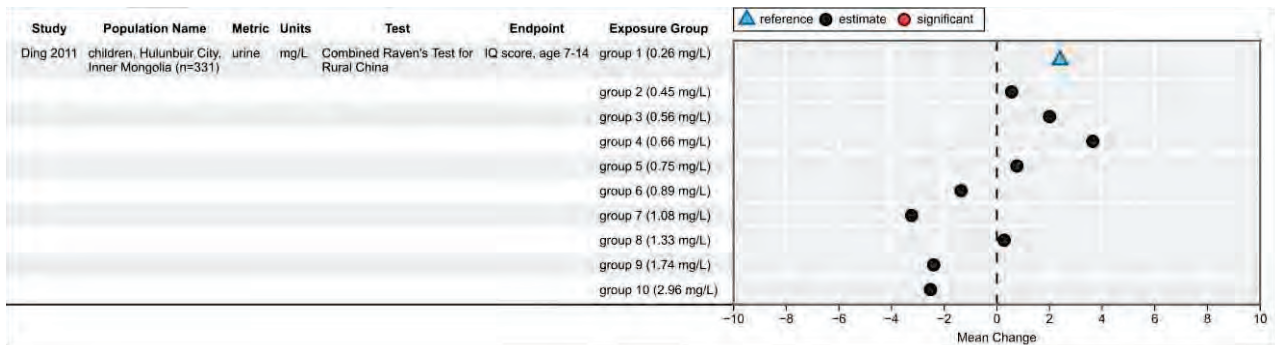 reference estimate significant
Study Population Name Metric Units Test Endpoint Exposure Group
Ding 2011 children, Hulunbuir City, urine mg/L Combined Raven's Test for IQ score, age 7-14 group 1 (0.26 mg/L)
Inner Mongolia (n=331) Rural China
group 2 (0.45 mg/L)
group 3 (0.56 mg/L)
group 4 (0.66 mg/L)
group 5 (0.75 mg/L)
group 6 (0.89 mg/L)
group 7 (1.08 mg/L)
group 8 (1.33 mg/L)
group 9 (1.74 mg/L)
group 10 (2.96 mg/L)
−10 −8 −6 −4 −2 0 2 4 6 8 10
Mean Change